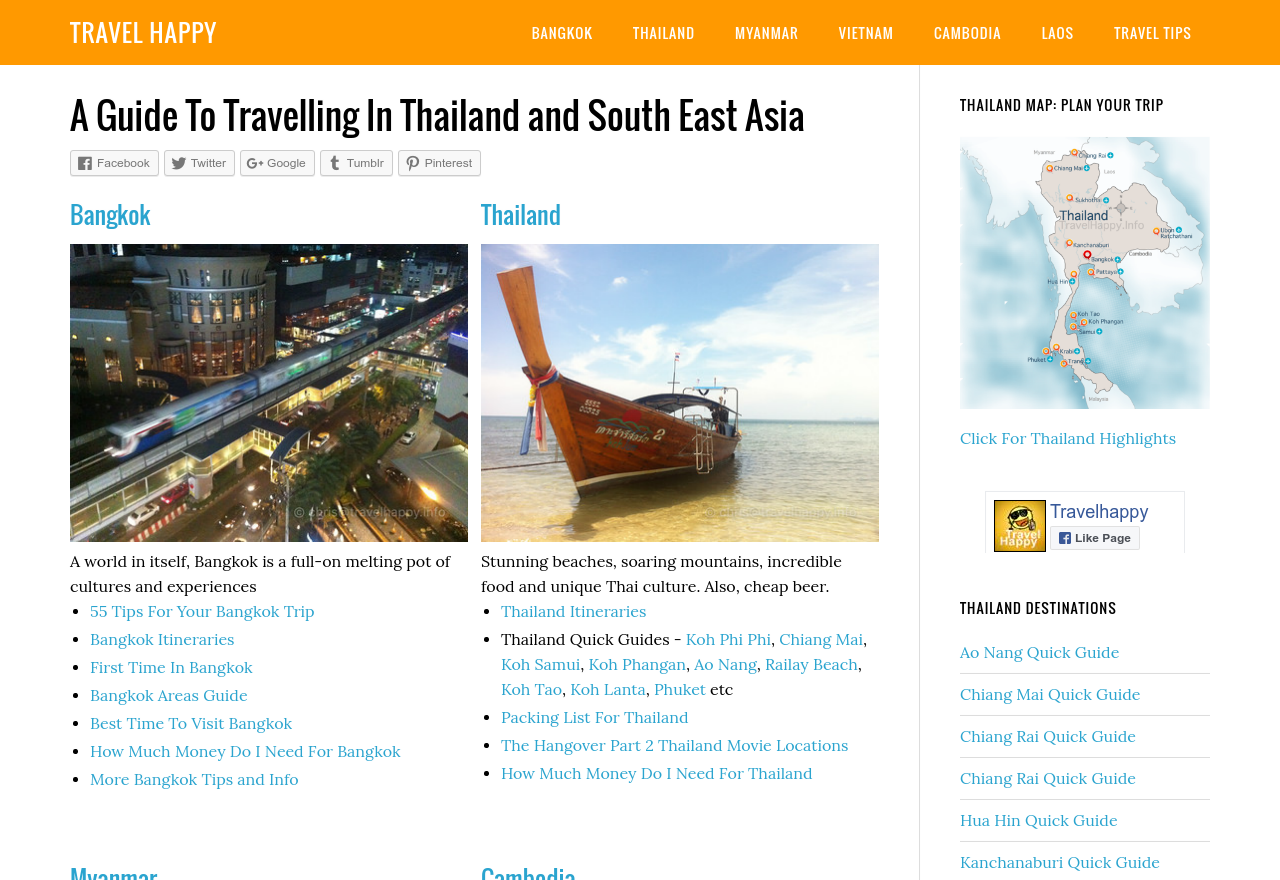 TRAVEL HAPPY
BANGKOK
THAILAND
MYANMAR
VIETNAM
CAMBODIA
LAOS
TRAVEL TIPS
A Guide To Travelling In Thailand and South East Asia
Facebook
Twitter
Google
Tumblr
Pinterest
Bangkok
© chris@travelhappy.info
A world in itself, Bangkok is a full-on melting pot of
cultures and experiences
55 Tips For Your Bangkok Trip
Bangkok Itineraries
First Time In Bangkok
Bangkok Areas Guide
Best Time To Visit Bangkok
How Much Money Do I Need For Bangkok
More Bangkok Tips and Info
Thailand
© chris@travelhappy.info
Stunning beaches, soaring mountains, incredible
food and unique Thai culture. Also, cheap beer.
Thailand Itineraries
Thailand Quick Guides - Koh Phi Phi, Chiang Mai,
Koh Samui, Koh Phangan, Ao Nang, Railay Beach,
Koh Tao, Koh Lanta, Phuket etc
Packing List For Thailand
The Hangover Part 2 Thailand Movie Locations
How Much Money Do I Need For Thailand
Myanmar
Cambodia
THAILAND MAP: PLAN YOUR TRIP
Myanmar
Chiang Rai
Chiang Mai
Laos
Sukhothai
Thailand
TravelHappy.Info
Ubon
Ratchathani
Kanchanaburi
Bangkok
Cambodia
Pattaya
Hua Hin
Koh Tao
Koh Phangan
Samui
Krabi
Phuket
Trang
Malaysia
Click For Thailand Highlights
Travel
Happy
Travelhappy
Like Page
THAILAND DESTINATIONS
Ao Nang Quick Guide
Chiang Mai Quick Guide
Chiang Rai Quick Guide
Chiang Rai Quick Guide
Hua Hin Quick Guide
Kanchanaburi Quick Guide